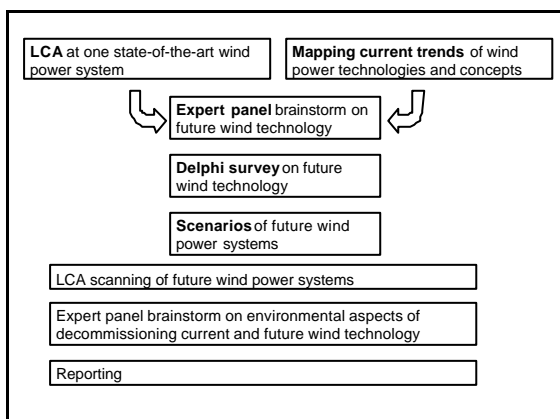 LCA at one state-of-the-art wind
power system
Mapping current trends of wind
power technologies and concepts
Expert panel brainstorm on
future wind technology
Delphi survey on future
wind technology
Scenarios of future wind
power systems
LCA scanning of future wind power systems
Expert panel brainstorm on environmental aspects of
decommissioning current and future wind technology
Reporting